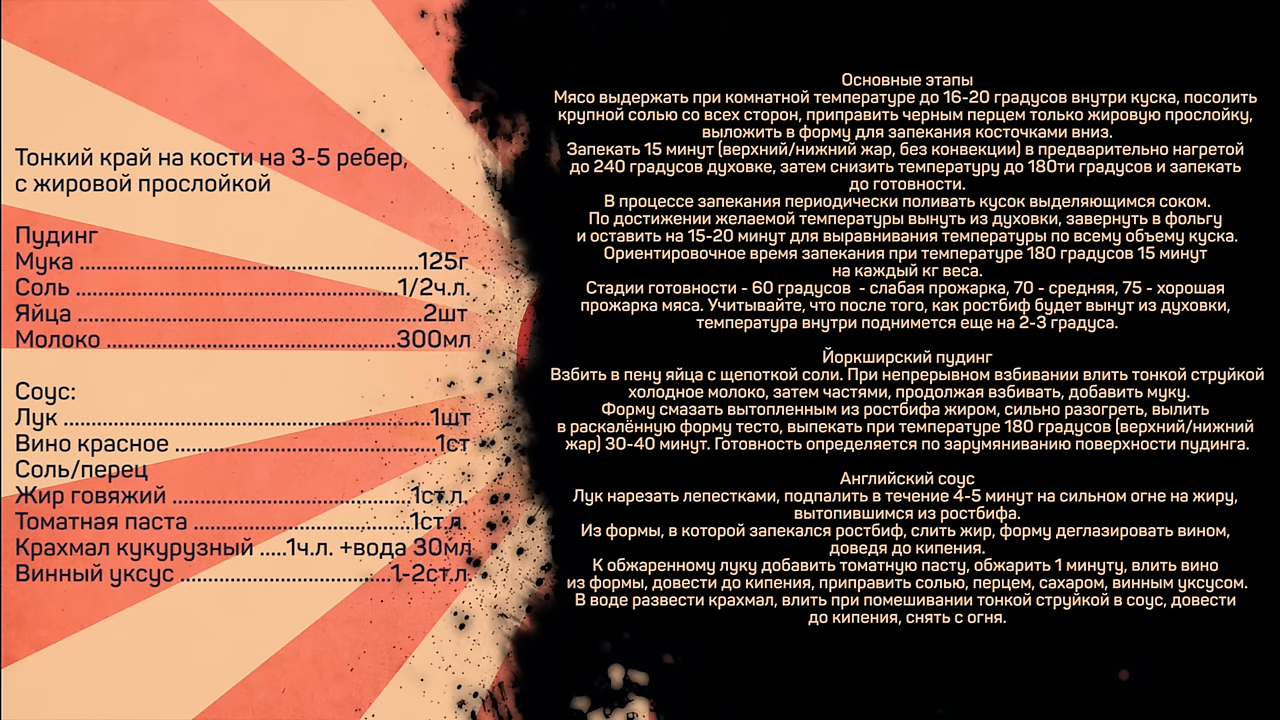 Тонкий край на кости на 3-5 ребер,
с жировой прослойкой
Пудинг
Мука ...............................................125г
Соль ............................................1/2ч.л.
Яйца ................................................2шт
Молоко ........................................300мл
Соус:
Лук ...................................................1шт
Вино красное .....................................1ст
Соль/перец
Жир говяжий .................................1ст.л.
Томатная паста ..............................1ст.л.
Крахмал кукурузный .....1ч.л. +вода 30мл
Винный уксус .............................1-2ст.л.
Основные этапы
Мясо выдержать при комнатной температуре до 16-20 градусов внутри куска, посолить
крупной солью со всех сторон, приправить черным перцем только жировую прослойку,
выложить в форму для запекания косточками вниз.
Запекать 15 минут (верхний/нижний жар, без конвекции) в предварительно нагретой
до 240 градусов духовке, затем снизить температуру до 180ти градусов и запекать
до готовности.
В процессе запекания периодически поливать кусок выделяющимся соком.
По достижении желаемой температуры вынуть из духовки, завернуть в фольгу
и оставить на 15-20 минут для выравнивания температуры по всему объему куска.
Ориентировочное время запекания при температуре 180 градусов 15 минут
на каждый кг веса.
Стадии готовности - 60 градусов  - слабая прожарка, 70 - средняя, 75 - хорошая
прожарка мяса. Учитывайте, что после того, как ростбиф будет вынут из духовки,
температура внутри поднимется еще на 2-3 градуса.
Йоркширский пудинг
Взбить в пену яйца с щепоткой соли. При непрерывном взбивании влить тонкой струйкой
холодное молоко, затем частями, продолжая взбивать, добавить муку.
Форму смазать вытопленным из ростбифа жиром, сильно разогреть, вылить
в раскалённую форму тесто, выпекать при температуре 180 градусов (верхний/нижний
жар) 30-40 минут. Готовность определяется по зарумяниванию поверхности пудинга.
Английский соус
Лук нарезать лепестками, подпалить в течение 4-5 минут на сильном огне на жиру,
вытопившимся из ростбифа.
Из формы, в которой запекался ростбиф, слить жир, форму деглазировать вином,
доведя до кипения.
К обжаренному луку добавить томатную пасту, обжарить 1 минуту, влить вино
из формы, довести до кипения, приправить солью, перцем, сахаром, винным уксусом.
В воде развести крахмал, влить при помешивании тонкой струйкой в соус, довести
до кипения, снять с огня.